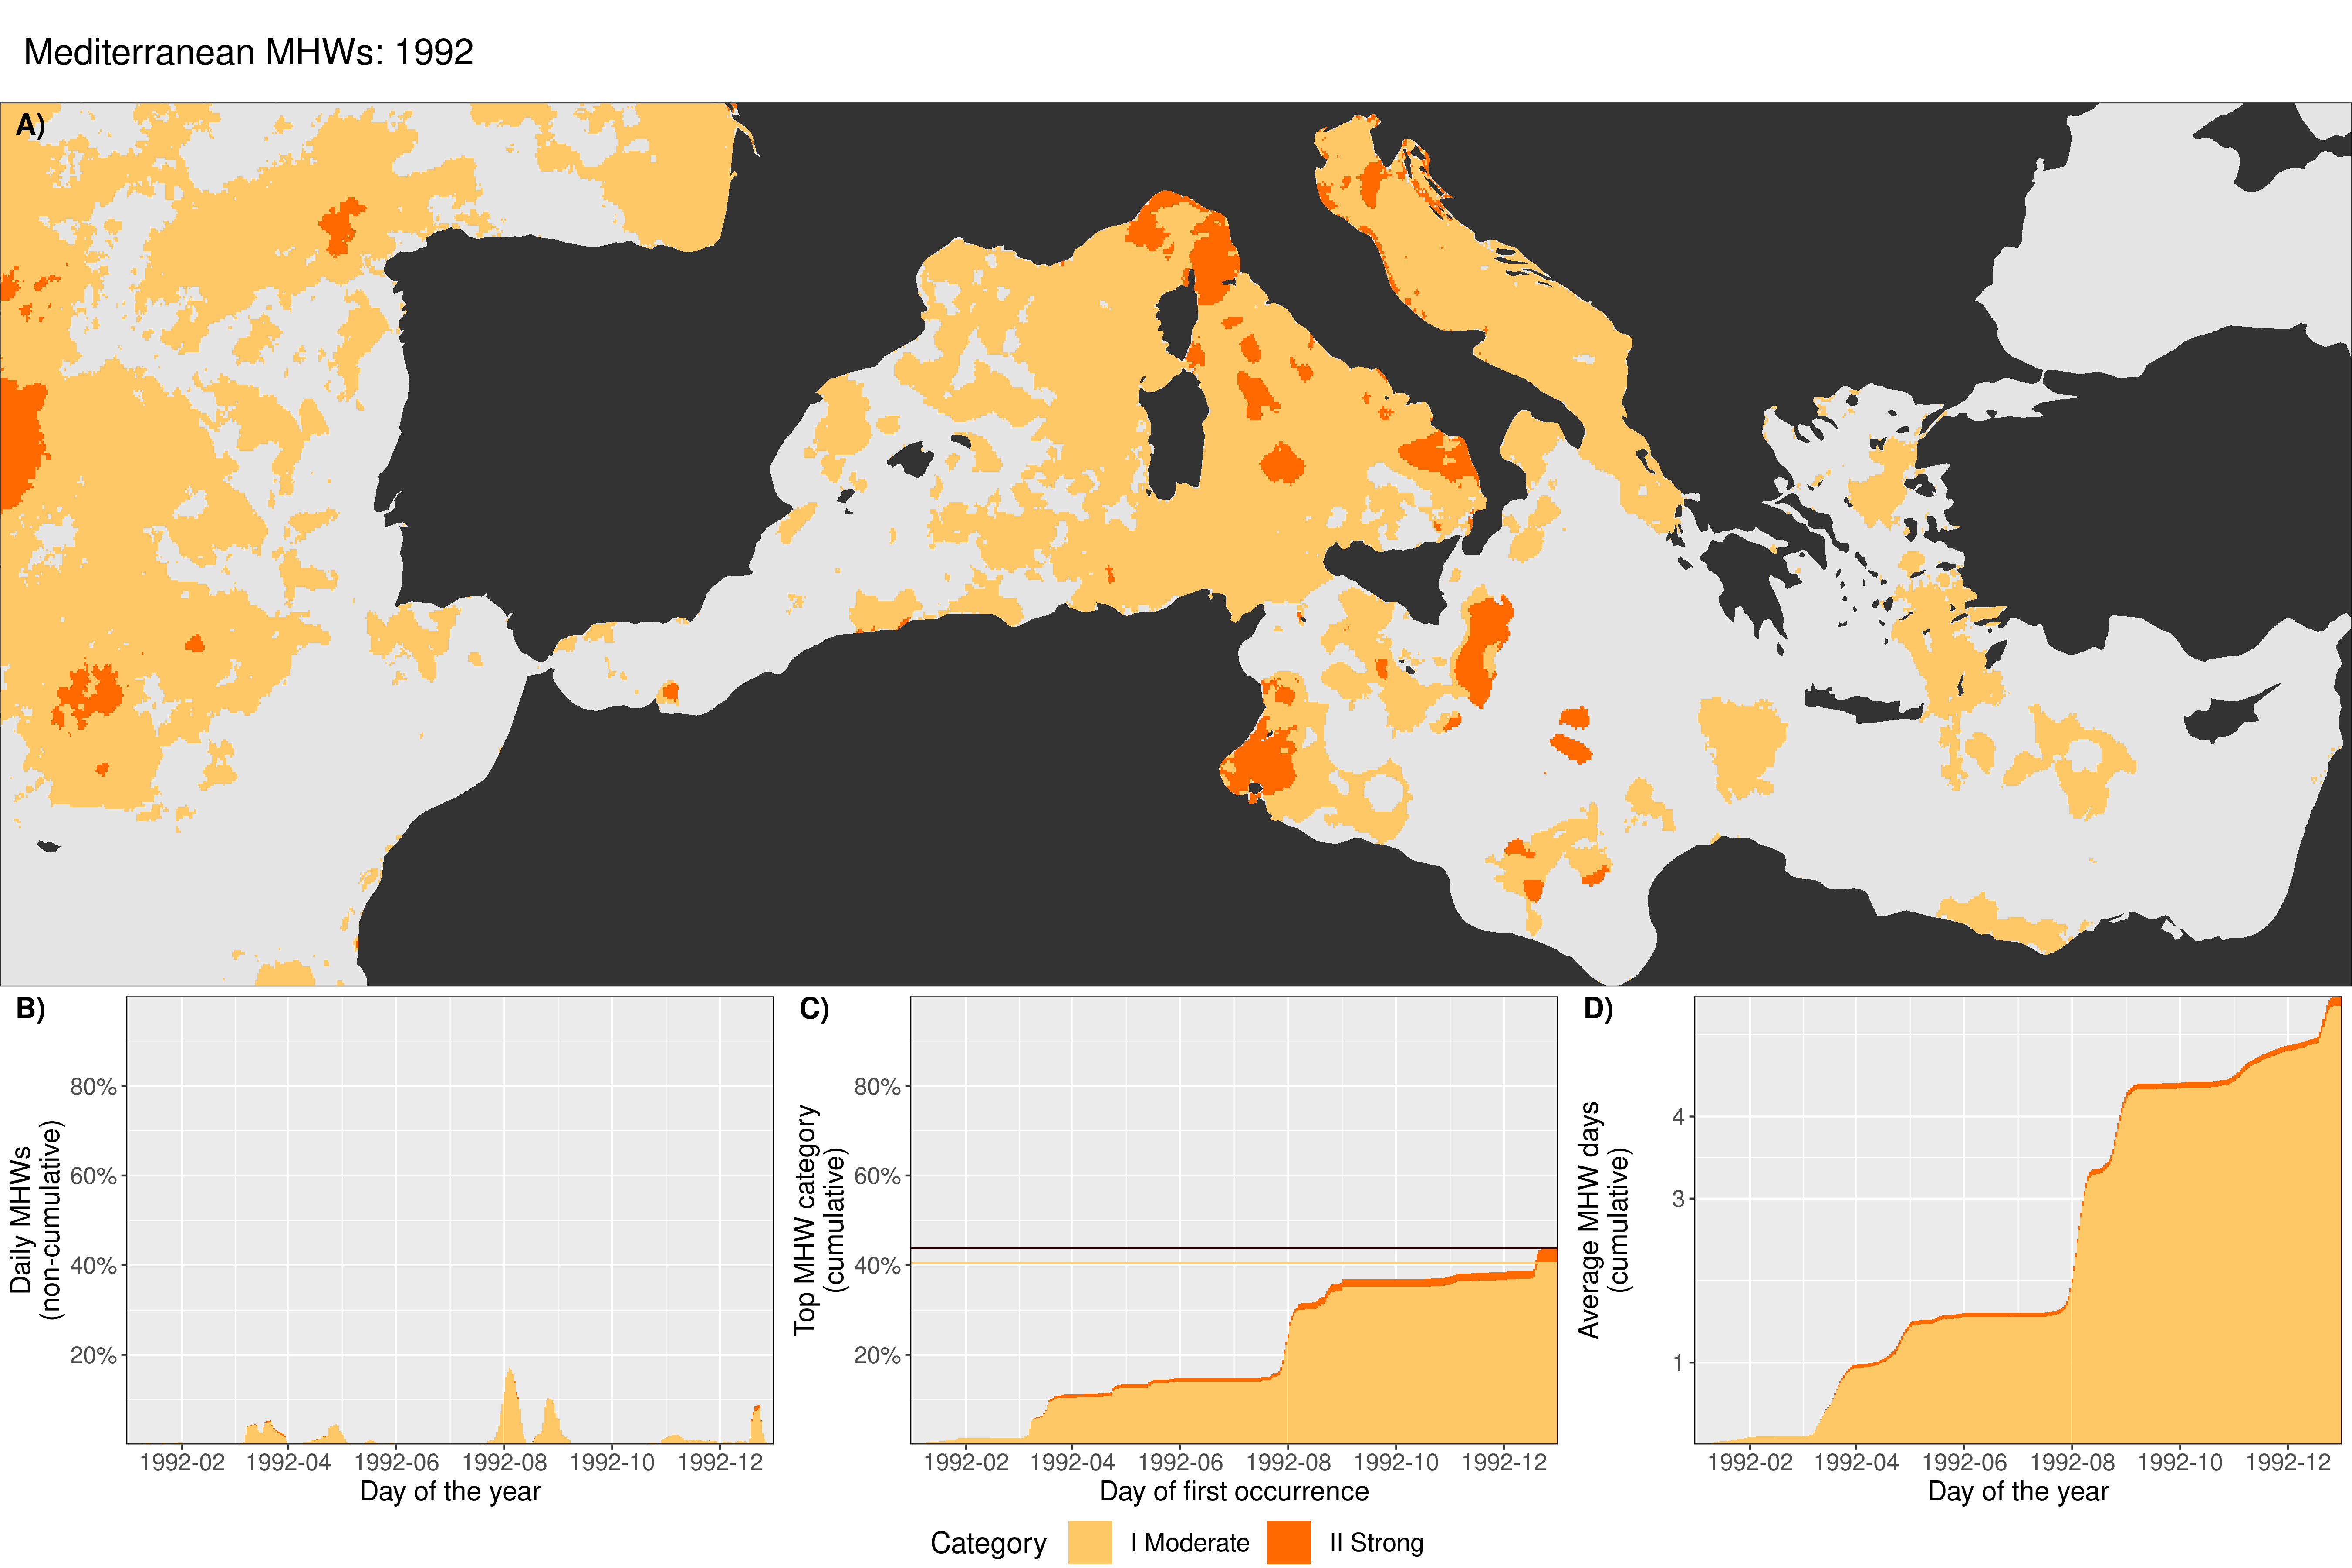 Mediterranean MHWs: 1992
A)
B)
Daily MHWs
(non-cumulative)
80%
60%
40%
20%
1992-02 1992-04 1992-06 1992-08 1992-10 1992-12
Day of the year
C)
Top MHW category
(cumulative)
80%
60%
40%
20%
1992-02 1992-04 1992-06 1992-08 1992-10 1992-12
Day of first occurrence
D)
Average MHW days
(cumulative)
4
3
1
1992-02 1992-04 1992-06 1992-08 1992-10 1992-12
Day of the year
Category I Moderate II Strong